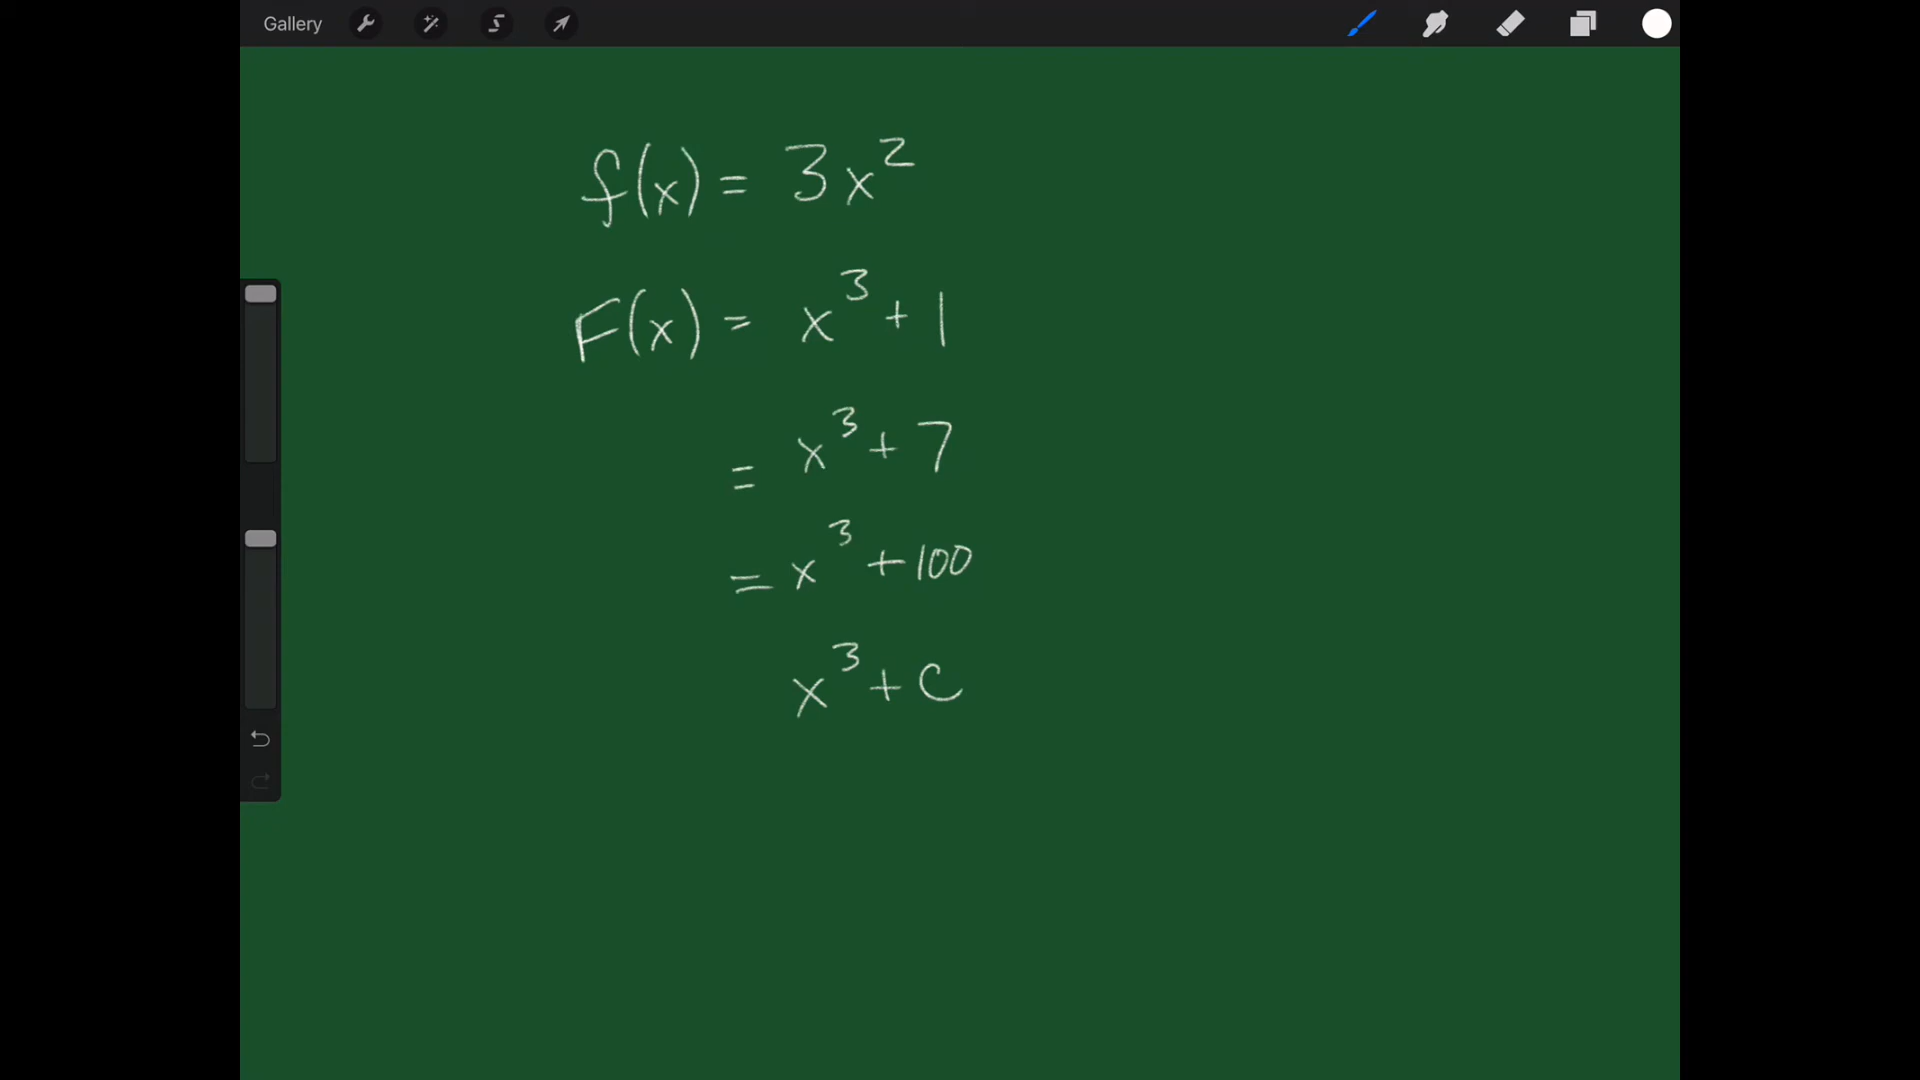 Gallery
f(x) = 3x²
F(x) = x³ + 1
= x³ + 7
= x³ + 100
x³ + C